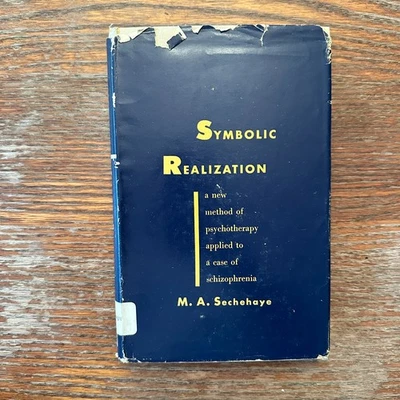 SYMBOLIC
REALIZATION
a new
method of
psychotherapy
applied to
a case of
schizophrenia
M. A. Sechehaye